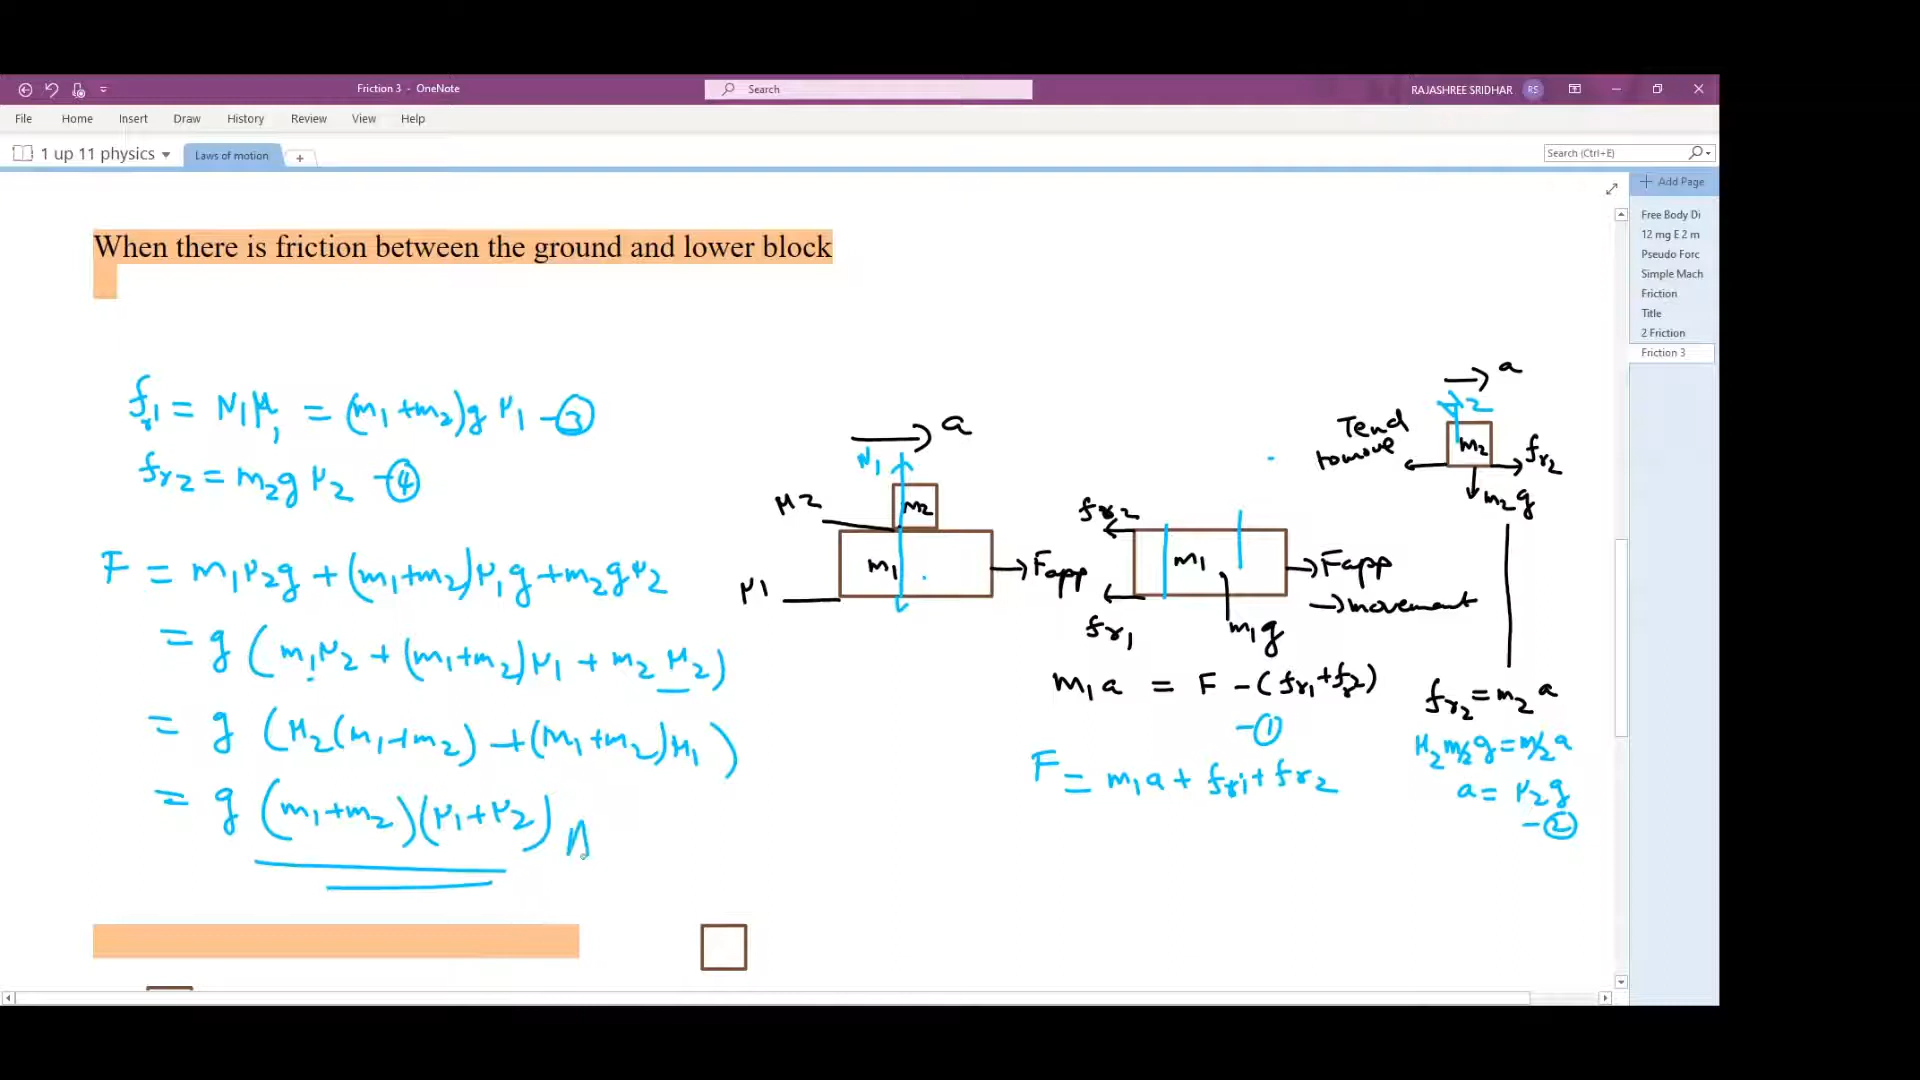 Friction 3 - OneNote
Search
RAJASHREE SRIDHAR RS
File Home Insert Draw History Review View Help
1 up 11 physics
Laws of motion
+
Search (Ctrl+E)
+ Add Page
Free Body Di
12 mg E 2 m
Pseudo Forc
Simple Mach
Friction
Title
2 Friction
Friction 3
When there is friction between the ground and lower block
fr1 = N1μ1 = (m1+m2)g μ1 -③
fr2 = m2g μ2 -④
F = m1μ2g + (m1+m2)μ1g + m2gμ2
= g (m1μ2 + (m1+m2)μ1 + m2 μ2)
= g (μ2(m1+m2) + (m1+m2)μ1)
= g (m1+m2)(μ1+μ2) N
a
N1
μ2
m2
m1
Fapp
μ1
fr2
m1
Fapp
movement
fr1
m1g
m1a = F - (fr1+fr2)
-①
F = m1a + fr1 + fr2
a
Tend
to move
m2
fr2
m2g
fr2 = m2 a
μ2 m2 g = m2 a
a = μ2g
-②